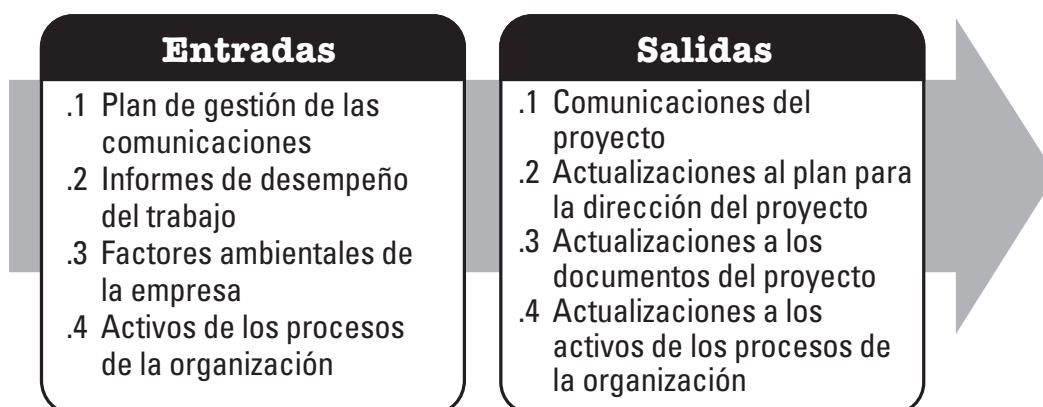 Entradas
.1 Plan de gestión de las
comunicaciones
.2 Informes de desempeño
del trabajo
.3 Factores ambientales de
la empresa
.4 Activos de los procesos
de la organización
Salidas
.1 Comunicaciones del
proyecto
.2 Actualizaciones al plan para
la dirección del proyecto
.3 Actualizaciones a los
documentos del proyecto
.4 Actualizaciones a los
activos de los procesos de
la organización